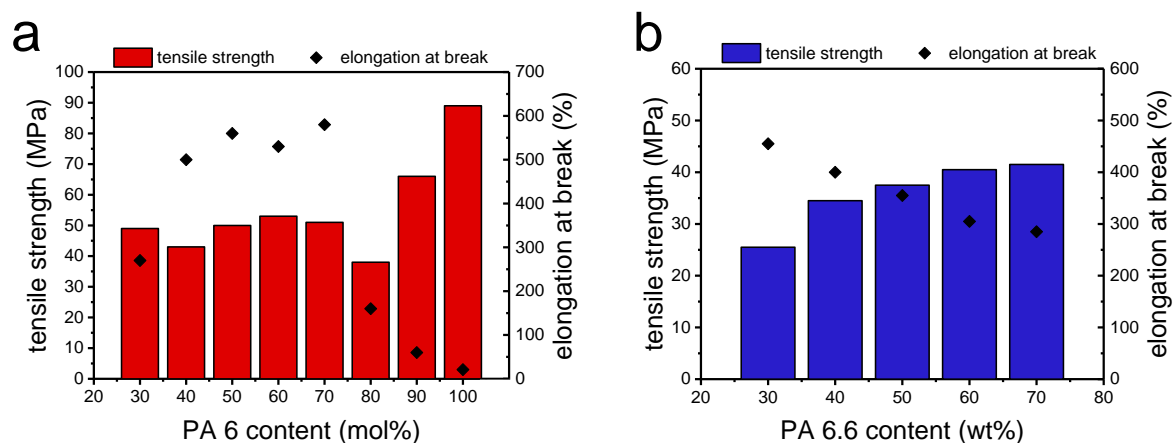 a
tensile strength
elongation at break
tensile strength (MPa)
100
90
80
70
60
50
40
30
20
10
0
700
600
500
400
300
200
100
0
elongation at break (%)
20 30 40 50 60 70 80 90 100
PA 6 content (mol%)
b
tensile strength
elongation at break
tensile strength (MPa)
60
50
40
30
20
10
0
600
500
400
300
200
100
0
elongation at break (%)
20 30 40 50 60 70 80
PA 6.6 content (wt%)